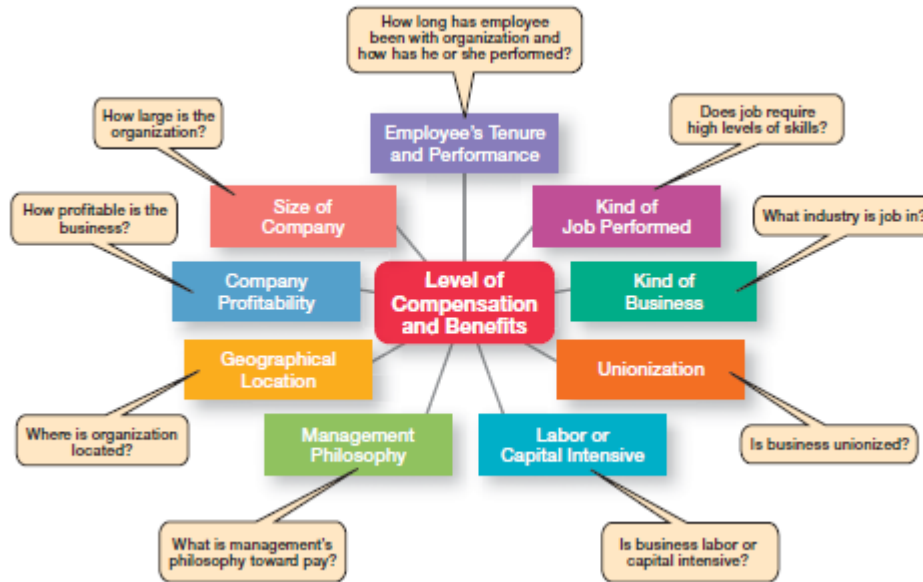 How long has employee
been with organization and
how has he or she performed?
Employee's Tenure
and Performance
How large is the
organization?
Size of
Company
Does job require
high levels of skills?
Kind of
Job Performed
How profitable is the
business?
Company
Profitability
Level of
Compensation
and Benefits
What industry is job in?
Kind of
Business
Geographical
Location
Where is organization
located?
Unionization
Is business unionized?
Management
Philosophy
What is management's
philosophy toward pay?
Labor or
Capital Intensive
Is business labor or
capital intensive?